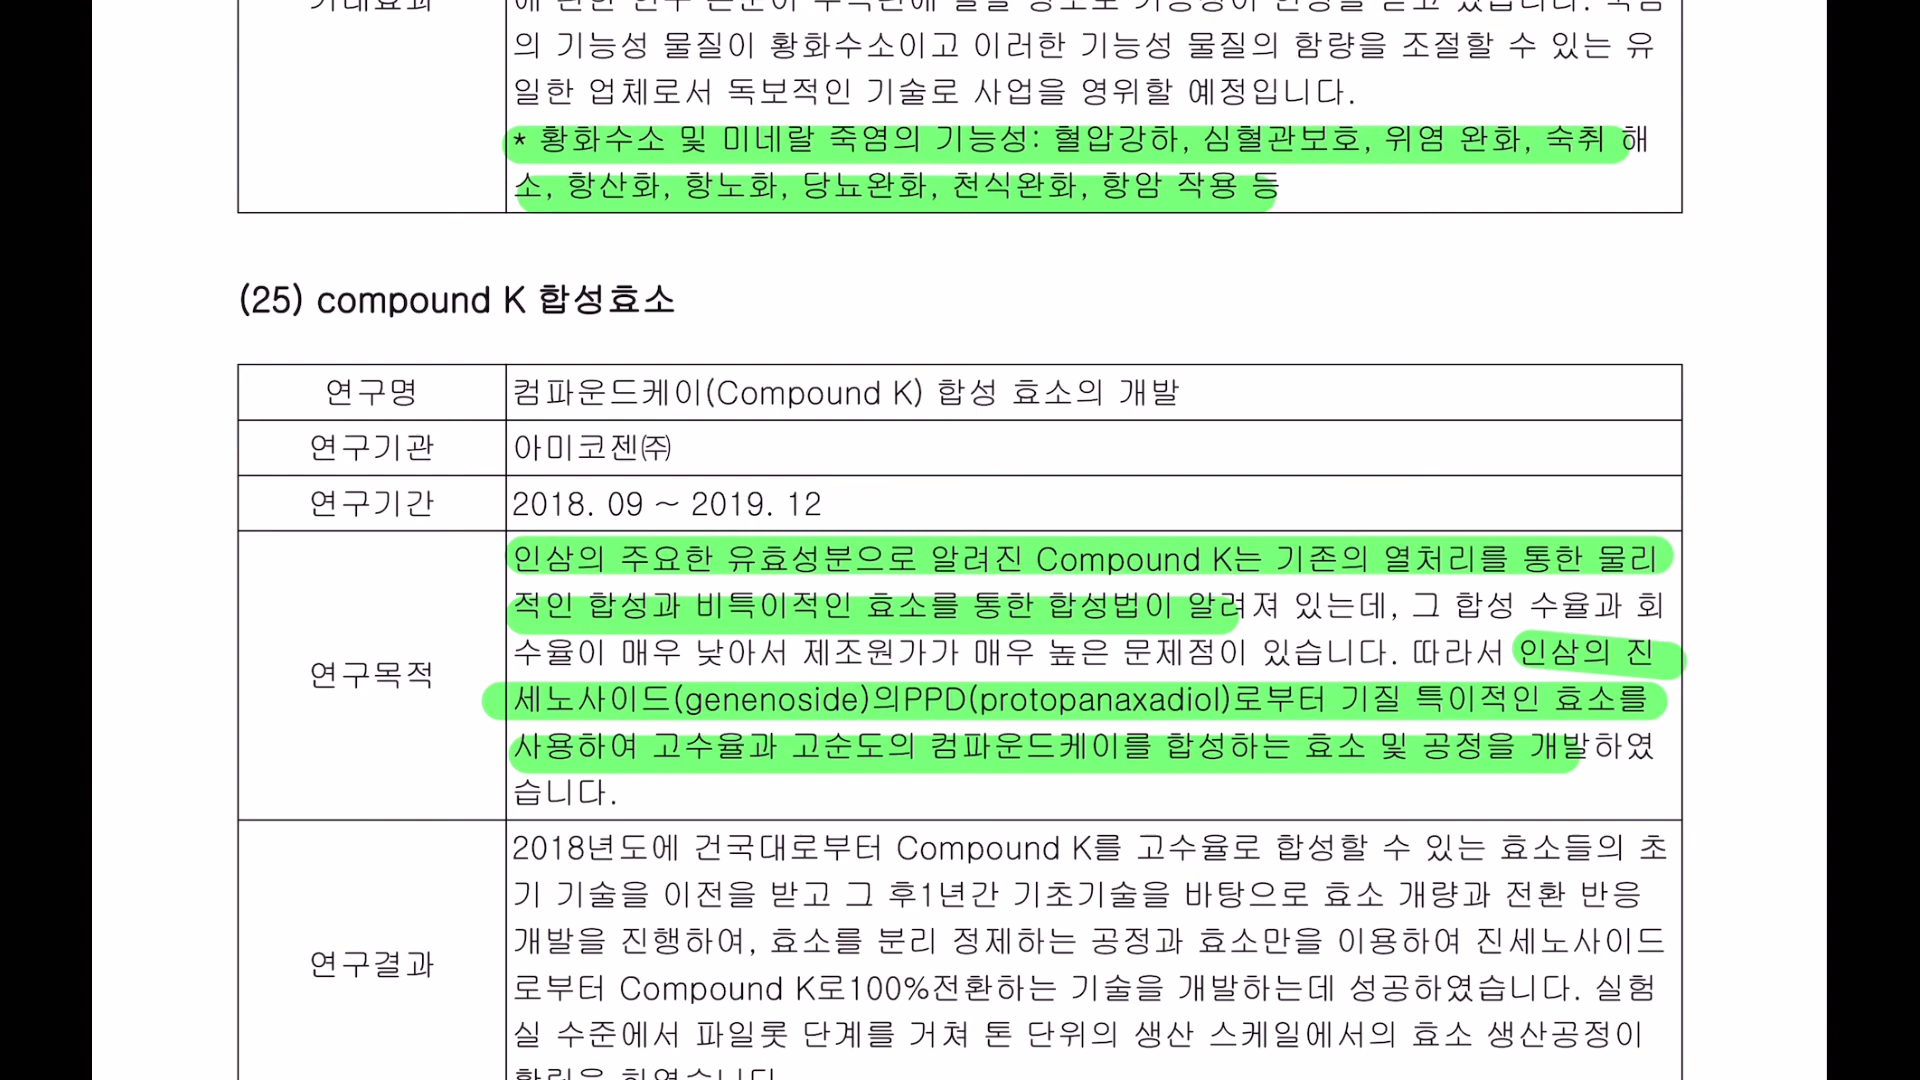 의 기능성 물질이 황화수소이고 이러한 기능성 물질의 함량을 조절할 수 있는 유
일한 업체로서 독보적인 기술로 사업을 영위할 예정입니다.
* 황화수소 및 미네랄 죽염의 기능성: 혈압강하, 심혈관보호, 위염 완화, 숙취 해
소, 항산화, 항노화, 당뇨완화, 천식완화, 항암 작용 등
(25) compound K 합성효소
연구명 컴파운드케이(Compound K) 합성 효소의 개발
연구기관 아미코젠㈜
연구기간 2018. 09 ~ 2019. 12
연구목적
인삼의 주요한 유효성분으로 알려진 Compound K는 기존의 열처리를 통한 물리
적인 합성과 비특이적인 효소를 통한 합성법이 알려져 있는데, 그 합성 수율과 회
수율이 매우 낮아서 제조원가가 매우 높은 문제점이 있습니다. 따라서 인삼의 진
세노사이드(genenoside)의PPD(protopanaxadiol)로부터 기질 특이적인 효소를
사용하여 고수율과 고순도의 컴파운드케이를 합성하는 효소 및 공정을 개발하였
습니다.
연구결과
2018년도에 건국대로부터 Compound K를 고수율로 합성할 수 있는 효소들의 초
기 기술을 이전을 받고 그 후1년간 기초기술을 바탕으로 효소 개량과 전환 반응
개발을 진행하여, 효소를 분리 정제하는 공정과 효소만을 이용하여 진세노사이드
로부터 Compound K로100%전환하는 기술을 개발하는데 성공하였습니다. 실험
실 수준에서 파일롯 단계를 거쳐 톤 단위의 생산 스케일에서의 효소 생산공정이